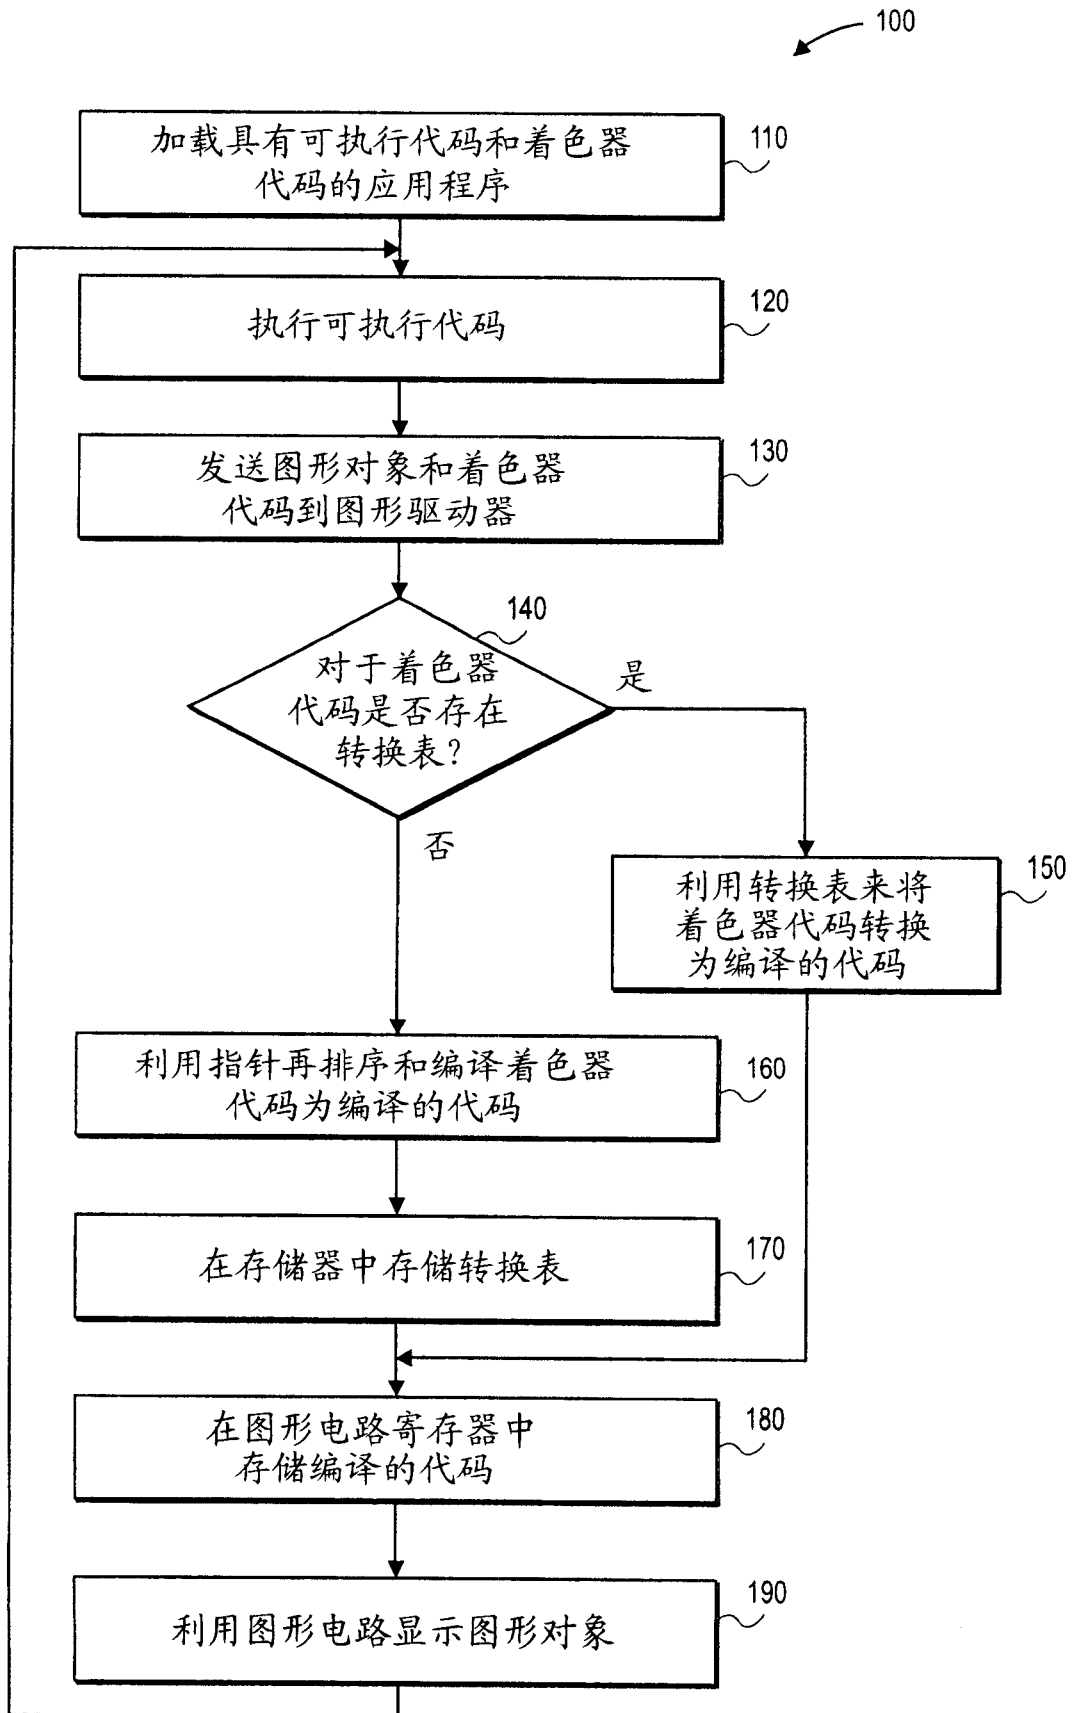 100
加载具有可执行代码和着色器
代码的应用程序
110
执行可执行代码
120
发送图形对象和着色器
代码到图形驱动器
130
140
对于着色器
代码是否存在
转换表?
是
否
利用转换表来将
着色器代码转换
为编译的代码
150
利用指针再排序和编译着色器
代码为编译的代码
160
在存储器中存储转换表
170
在图形电路寄存器中
存储编译的代码
180
利用图形电路显示图形对象
190